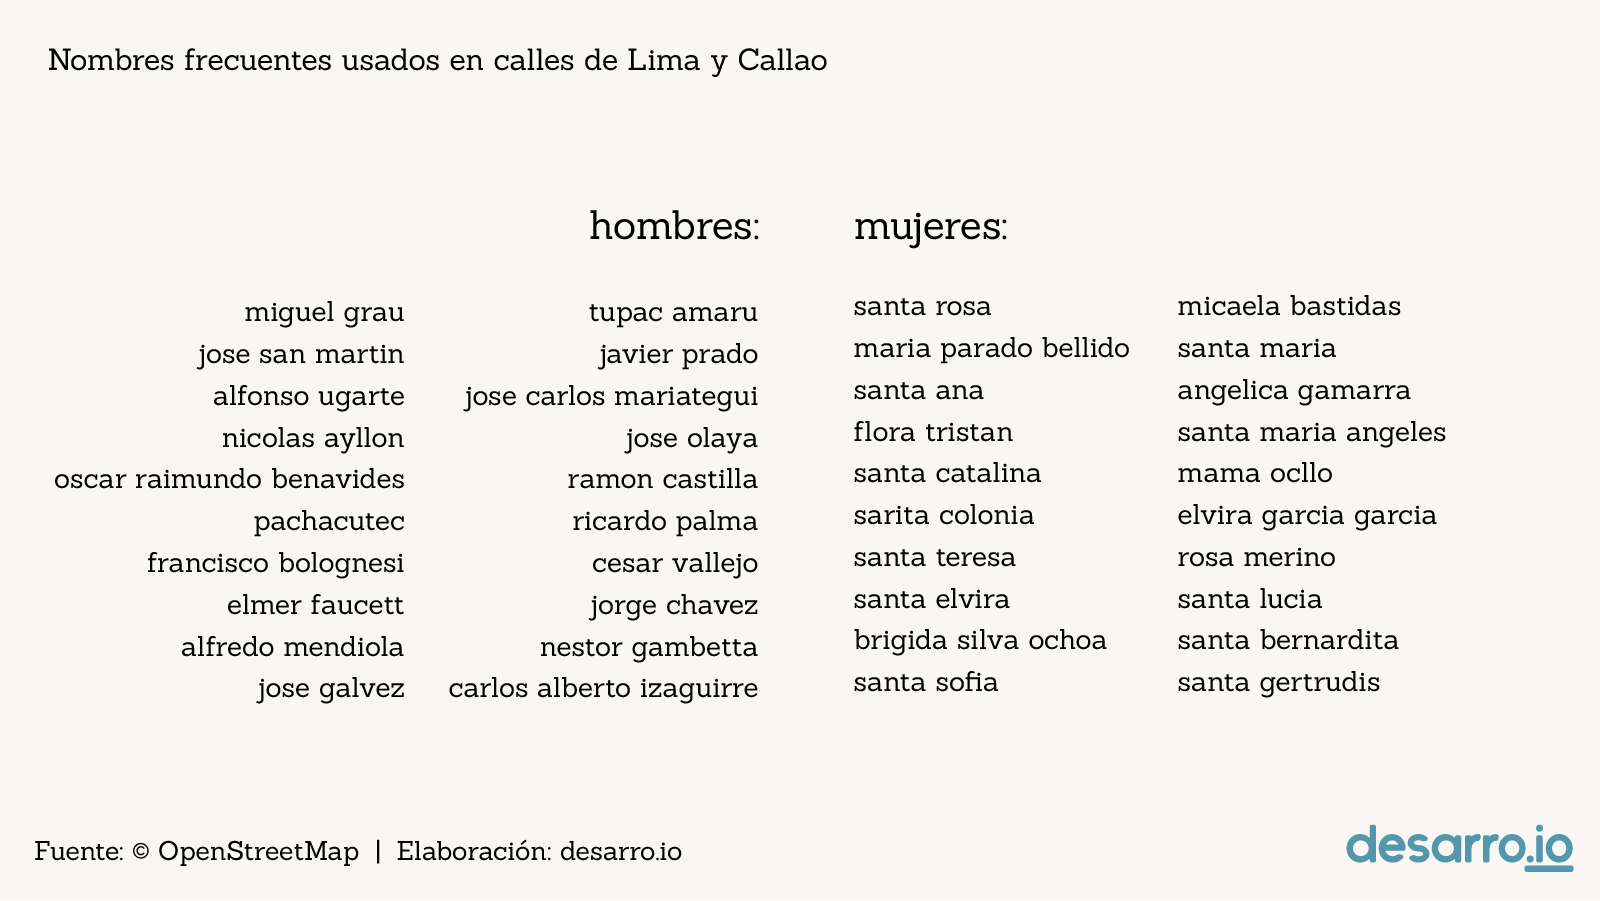 Nombres frecuentes usados en calles de Lima y Callao
hombres:
miguel grau
jose san martin
alfonso ugarte
nicolas ayllon
oscar raimundo benavides
pachacutec
francisco bolognesi
elmer faucett
alfredo mendiola
jose galvez
tupac amaru
javier prado
jose carlos mariategui
jose olaya
ramon castilla
ricardo palma
cesar vallejo
jorge chavez
nestor gambetta
carlos alberto izaguirre
mujeres:
santa rosa
maria parado bellido
santa ana
flora tristan
santa catalina
sarita colonia
santa teresa
santa elvira
brigida silva ochoa
santa sofia
micaela bastidas
santa maria
angelica gamarra
santa maria angeles
mama ocllo
elvira garcia garcia
rosa merino
santa lucia
santa bernardita
santa gertrudis
Fuente: © OpenStreetMap | Elaboración: desarro.io
desarro.io